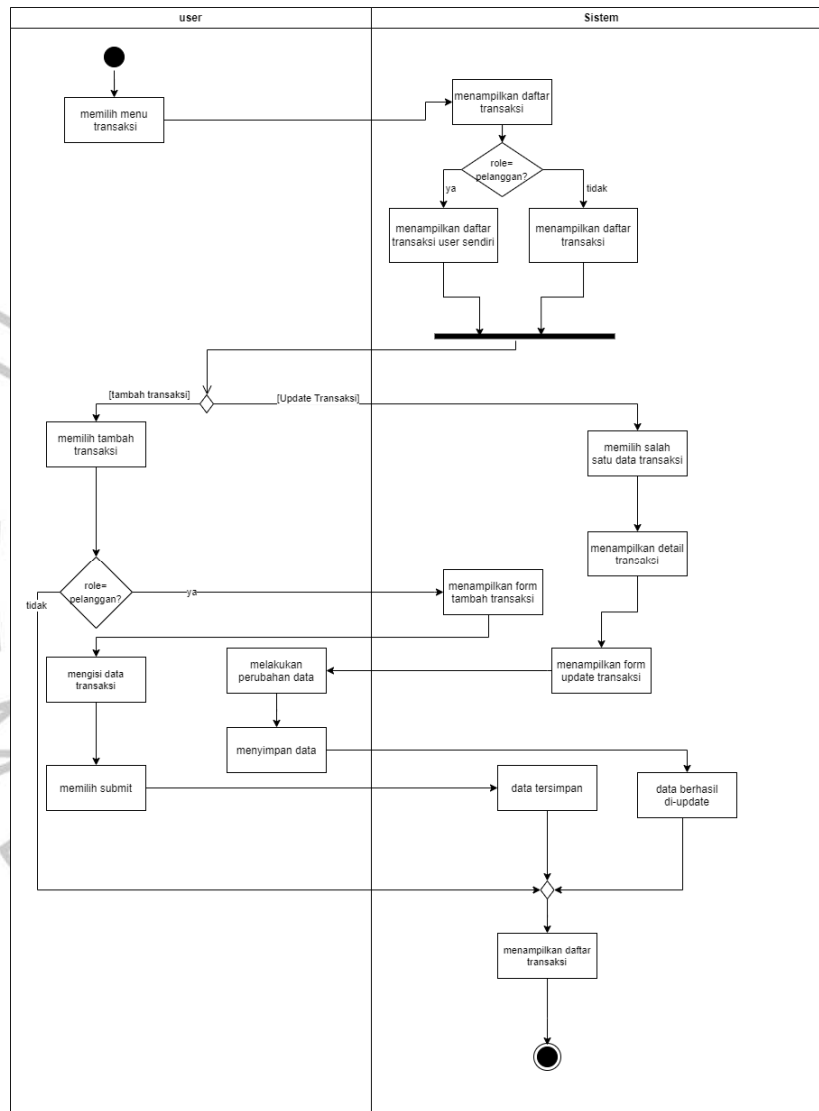 user
Sistem
memilih menu
transaksi
menampilkan daftar
transaksi
role=
pelanggan?
ya
tidak
menampilkan daftar
transaksi user sendiri
menampilkan daftar
transaksi
[tambah transaksi]
[Update Transaksi]
memilih tambah
transaksi
memilih salah
satu data transaksi
menampilkan detail
transaksi
role=
pelanggan?
tidak
ya
menampilkan form
tambah transaksi
mengisi data
transaksi
melakukan
perubahan data
menampilkan form
update transaksi
menyimpan data
memilih submit
data tersimpan
data berhasil
di-update
menampilkan daftar
transaksi